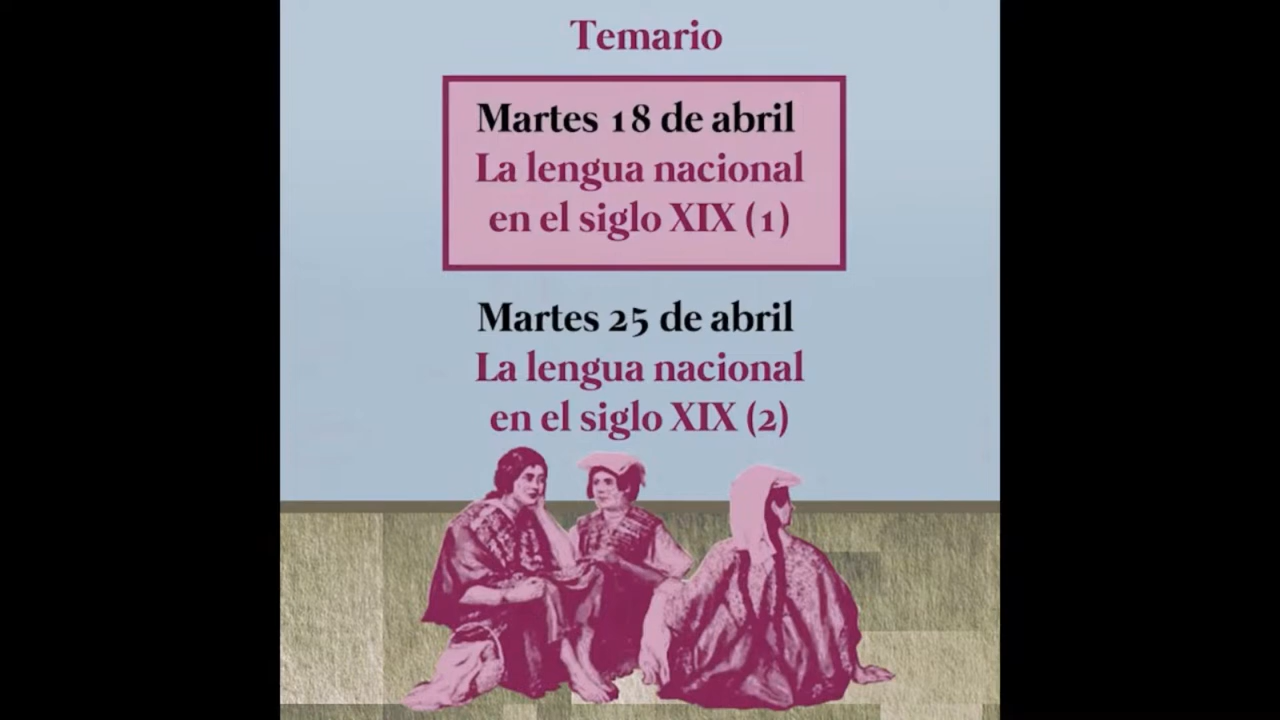 Temario
Martes 18 de abril
La lengua nacional
en el siglo XIX (1)
Martes 25 de abril
La lengua nacional
en el siglo XIX (2)